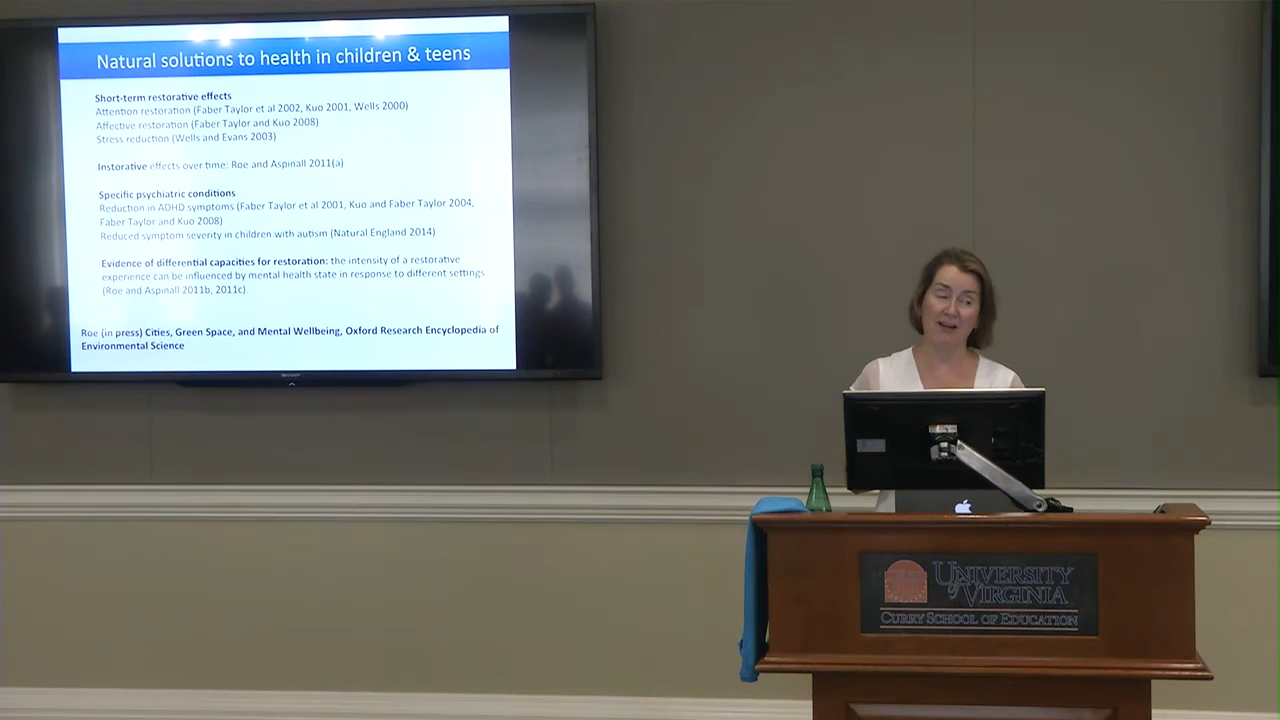 Natural solutions to health in children & teens
Short-term restorative effects
Attention restoration (Faber Taylor et al 2002, Kuo 2001, Wells 2000)
Affective restoration (Faber Taylor and Kuo 2008)
Stress reduction (Wells and Evans 2003)
Instorative effects over time: Roe and Aspinall 2011(a)
Specific psychiatric conditions
Reduction in ADHD symptoms (Faber Taylor et al 2001, Kuo and Faber Taylor 2004,
Faber Taylor and Kuo 2008)
Reduced symptom severity in children with autism (Natural England 2014)
Evidence of differential capacities for restoration: the intensity of a restorative
experience can be influenced by mental health state in response to different settings
(Roe and Aspinall 2011b, 2011c).
Roe (in press) Cities, Green Space, and Mental Wellbeing, Oxford Research Encyclopedia of
Environmental Science
SHARP
UNIVERSITY
of VIRGINIA
CURRY SCHOOL OF EDUCATION